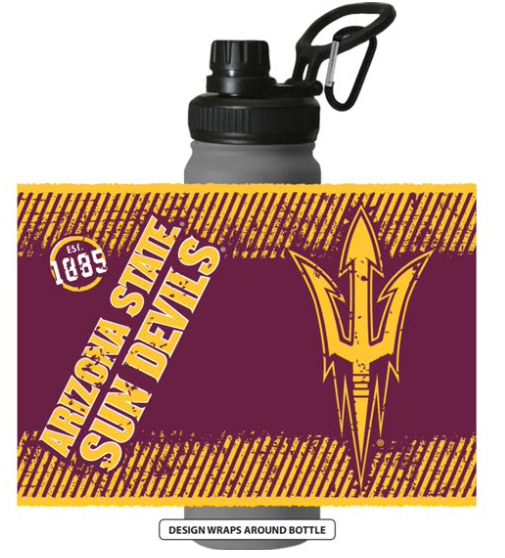 EST.
1885
ARIZONA STATE
SUN DEVILS®
®
DESIGN WRAPS AROUND BOTTLE